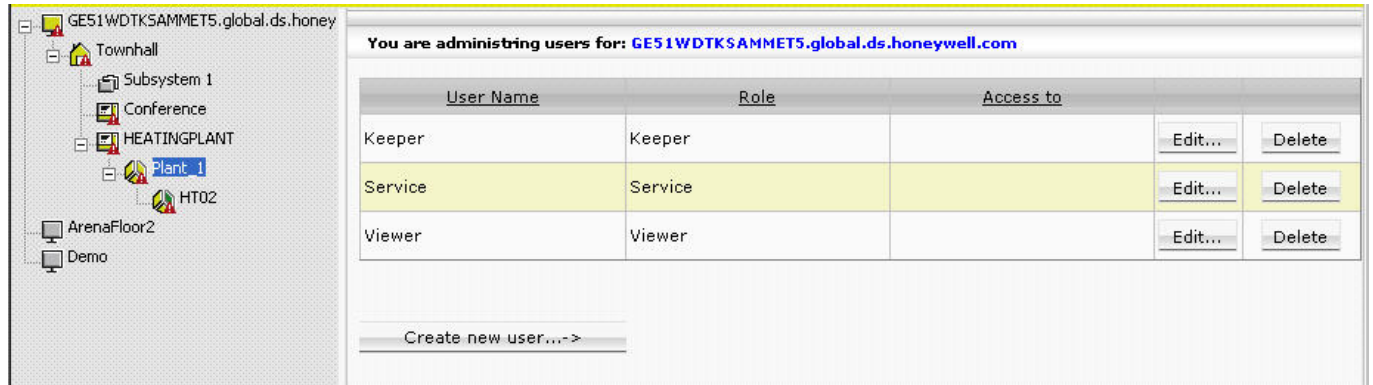 GE51WDTKSAMMET5.global.ds.honey
Townhall
Subsystem 1
Conference
HEATINGPLANT
Plant_1
HT02
ArenaFloor2
Demo
You are administring users for: GE51WDTKSAMMET5.global.ds.honeywell.com
User Name Role Access to
Keeper Keeper Edit... Delete
Service Service Edit... Delete
Viewer Viewer Edit... Delete
Create new user...->